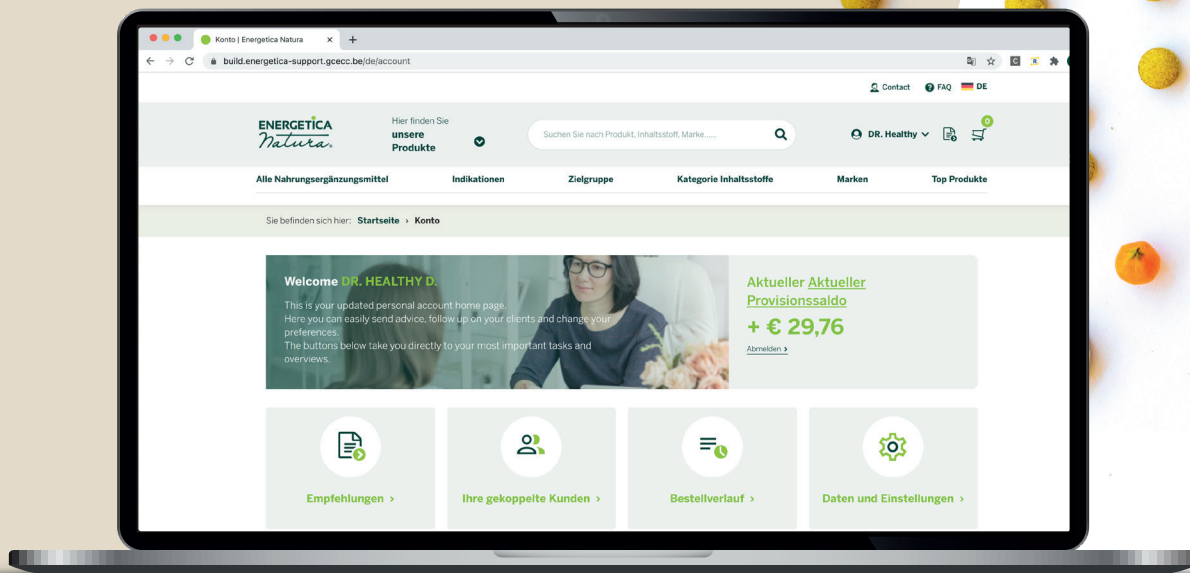 Konto | Energetica Natura
build.energetica-support.gcecc.be/de/account
Contact
FAQ
DE
ENERGETICA
Natura
Hier finden Sie
unsere
Produkte
Suchen Sie nach Produkt, Inhaltsstoff, Marke......
DR. Healthy
0
Alle Nahrungsergänzungsmittel
Indikationen
Zielgruppe
Kategorie Inhaltsstoffe
Marken
Top Produkte
Sie befinden sich hier: Startseite › Konto
Welcome DR. HEALTHY D.
This is your updated personal account home page.
Here you can easily send advice, follow up on your clients and change your
preferences.
The buttons below take you directly to your most important tasks and
overviews.
Aktueller Aktueller
Provisionssaldo
+ € 29,76
Abmelden ›
Empfehlungen ›
Ihre gekoppelte Kunden ›
Bestellverlauf ›
Daten und Einstellungen ›